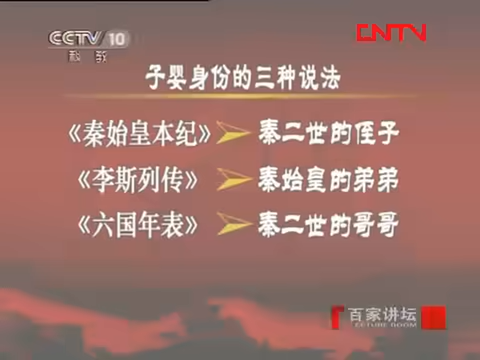 CCTV 10
科教
CNTV
子婴身份的三种说法
《秦始皇本纪》 秦二世的侄子
《李斯列传》 秦始皇的弟弟
《六国年表》 秦二世的哥哥
百家讲坛
LECTURE ROOM